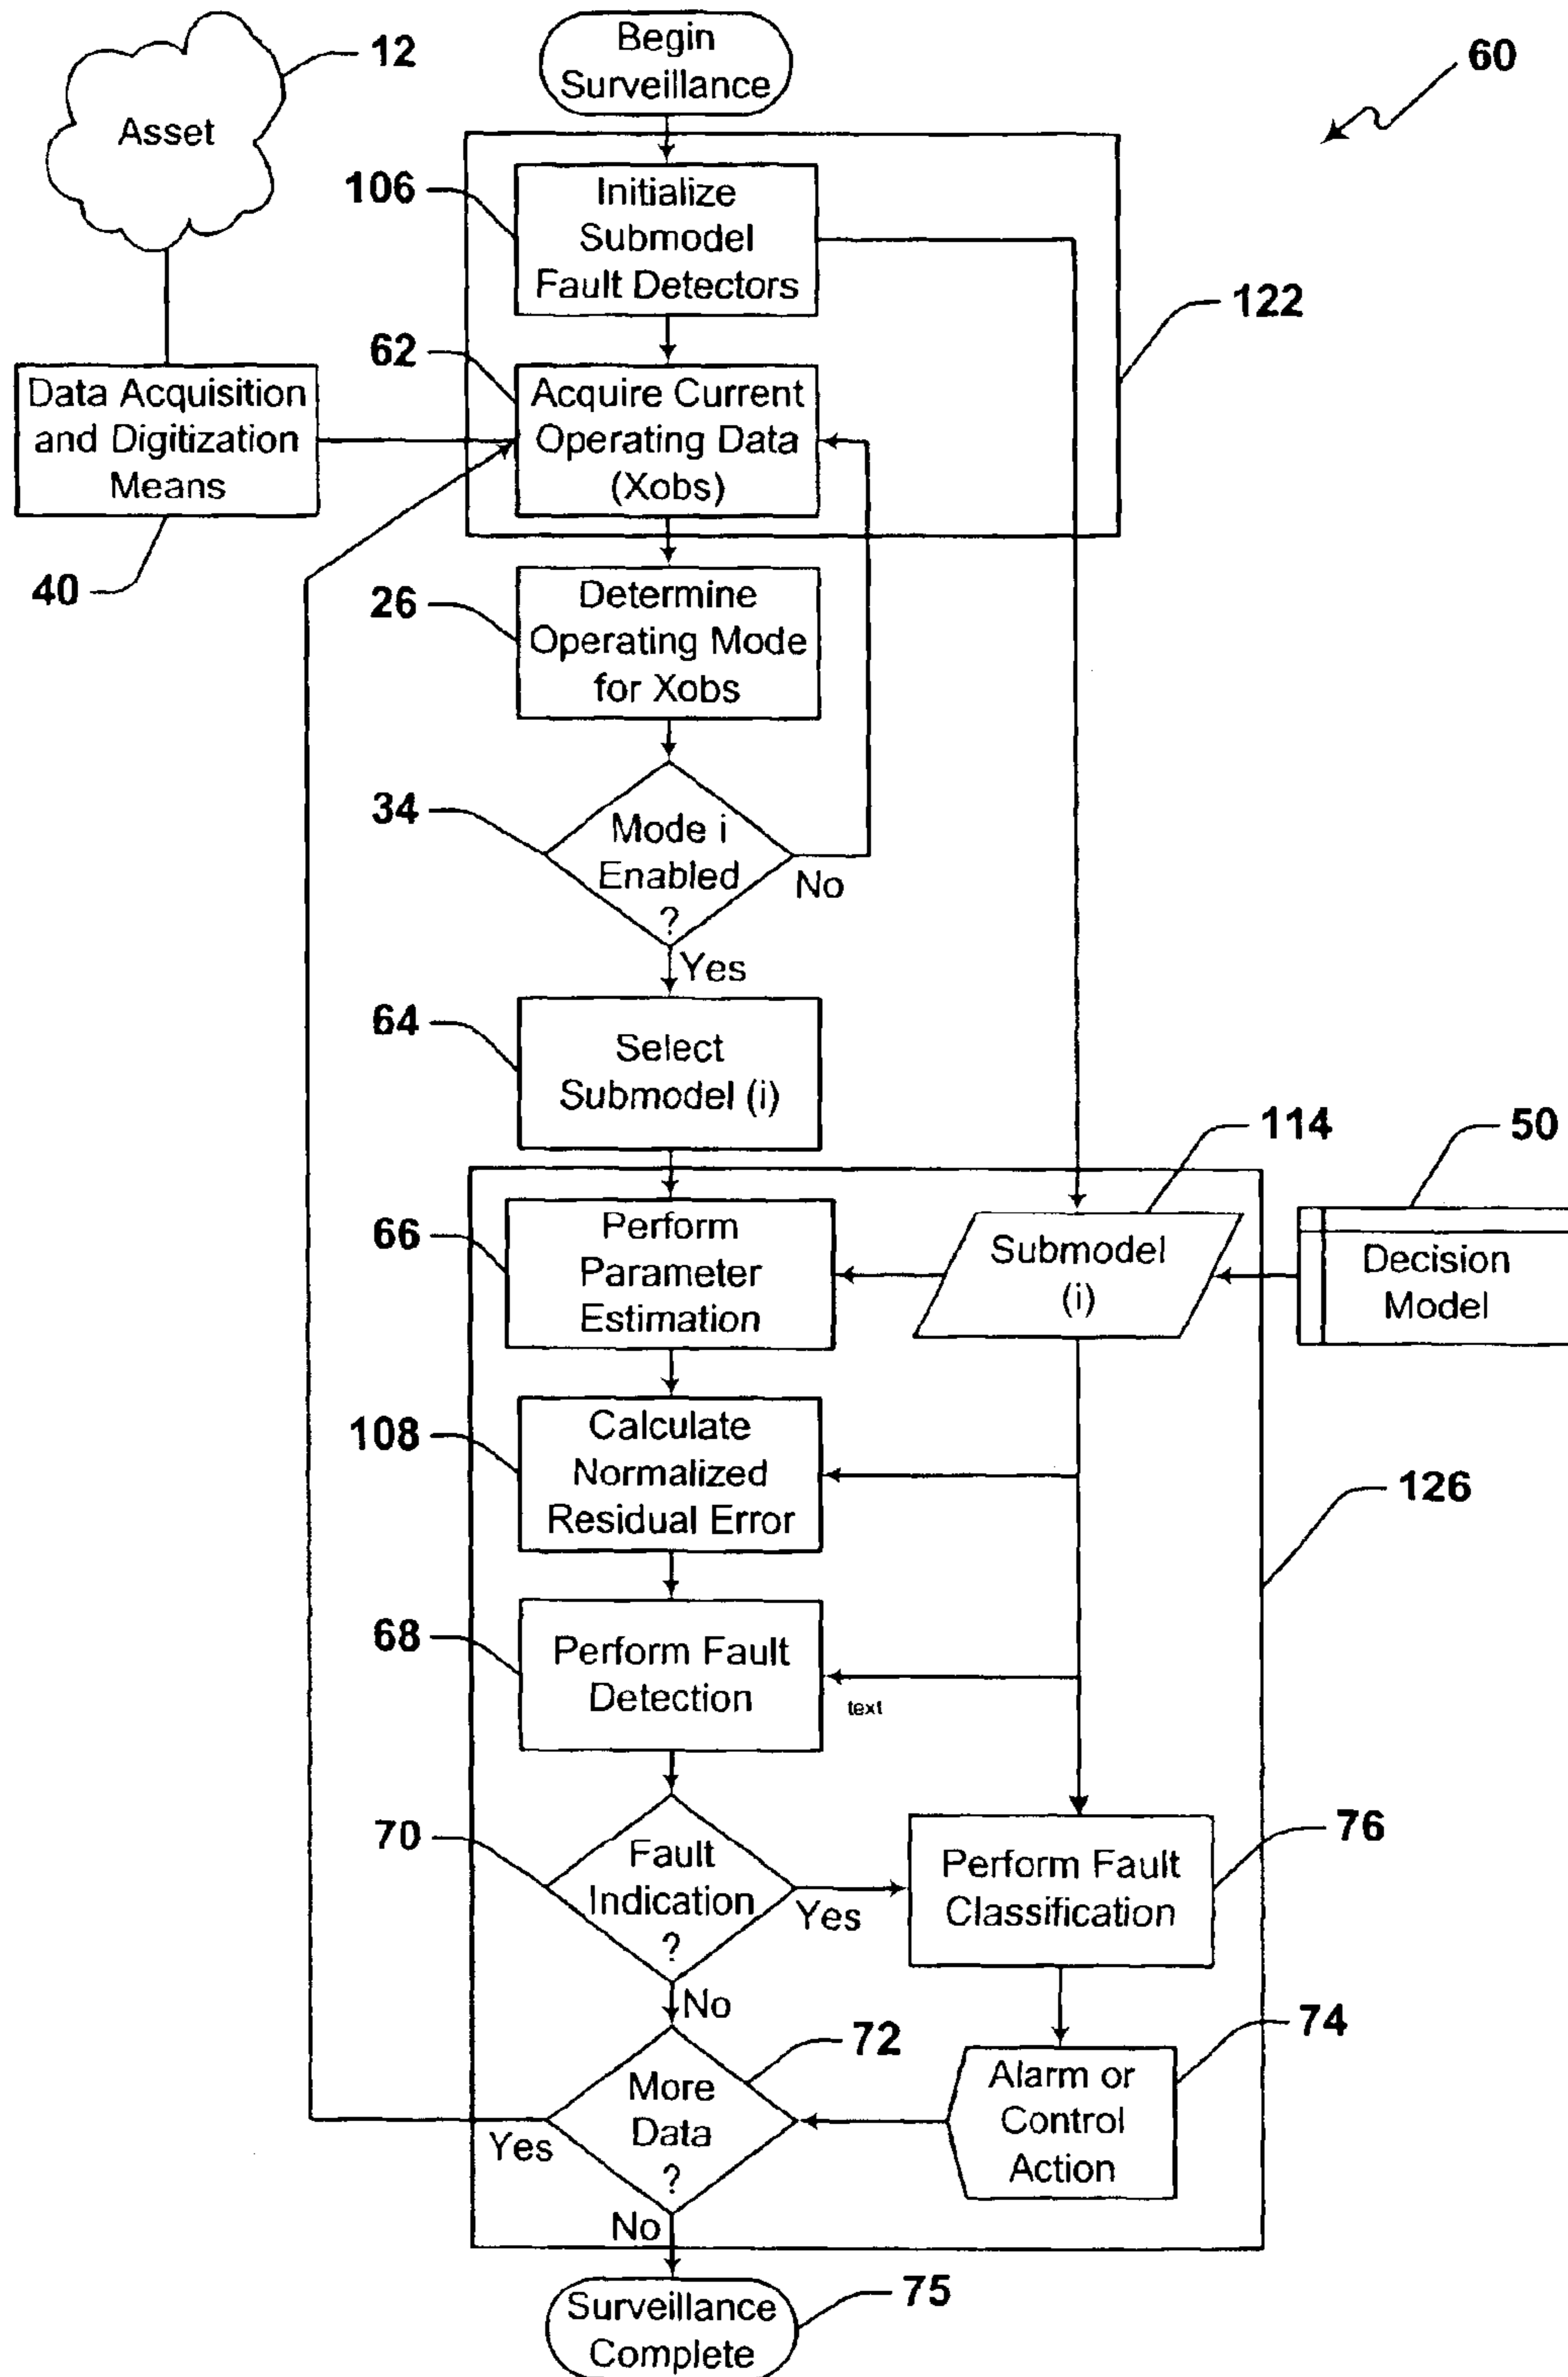 12
Asset
Begin
Surveillance
60
106
Initialize
Submodel
Fault Detectors
122
62
Data Acquisition
and Digitization
Means
Acquire Current
Operating Data
(Xobs)
40
26
Determine
Operating Mode
for Xobs
34
Mode i
Enabled
?
No
Yes
64
Select
Submodel (i)
114
50
66
Perform
Parameter
Estimation
Submodel
(i)
Decision
Model
108
Calculate
Normalized
Residual Error
126
68
Perform Fault
Detection
text
70
Fault
Indication
?
Yes
76
Perform Fault
Classification
No
72
74
More
Data
?
Yes
Alarm or
Control
Action
No
75
Surveillance
Complete